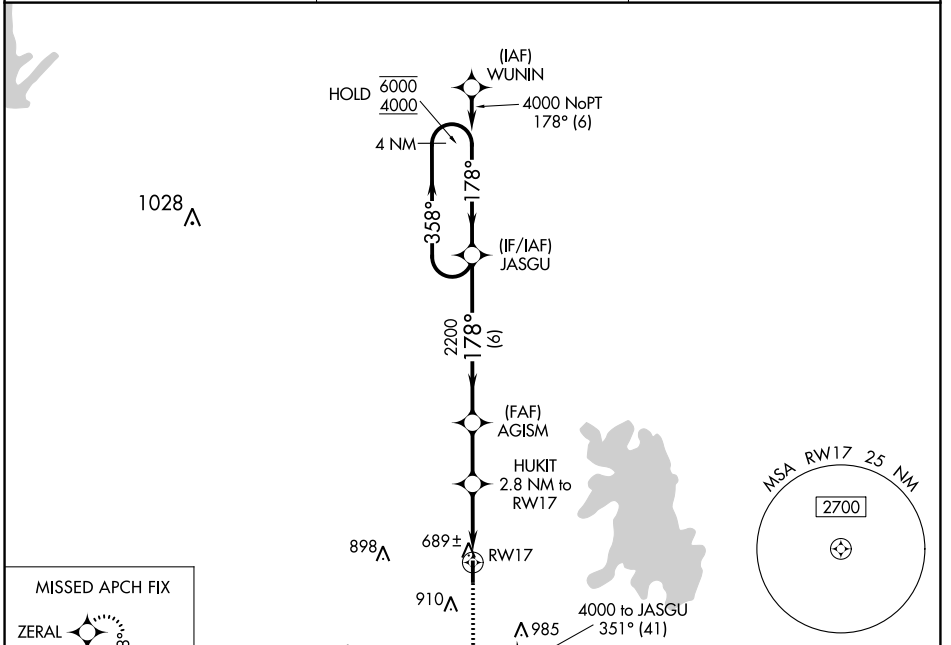 (IAF)
WUNIN
HOLD 6000
4000
4000 NoPT
178° (6)
4 NM
178°
358°
1028
(IF/IAF)
JASGU
2200
178°
(6)
(FAF)
AGISM
HUKIT
2.8 NM to
RW17
MSA RW17 25 NM
2700
898
689±
RW17
910
MISSED APCH FIX
ZERAL
4000 to JASGU
351° (41)
985